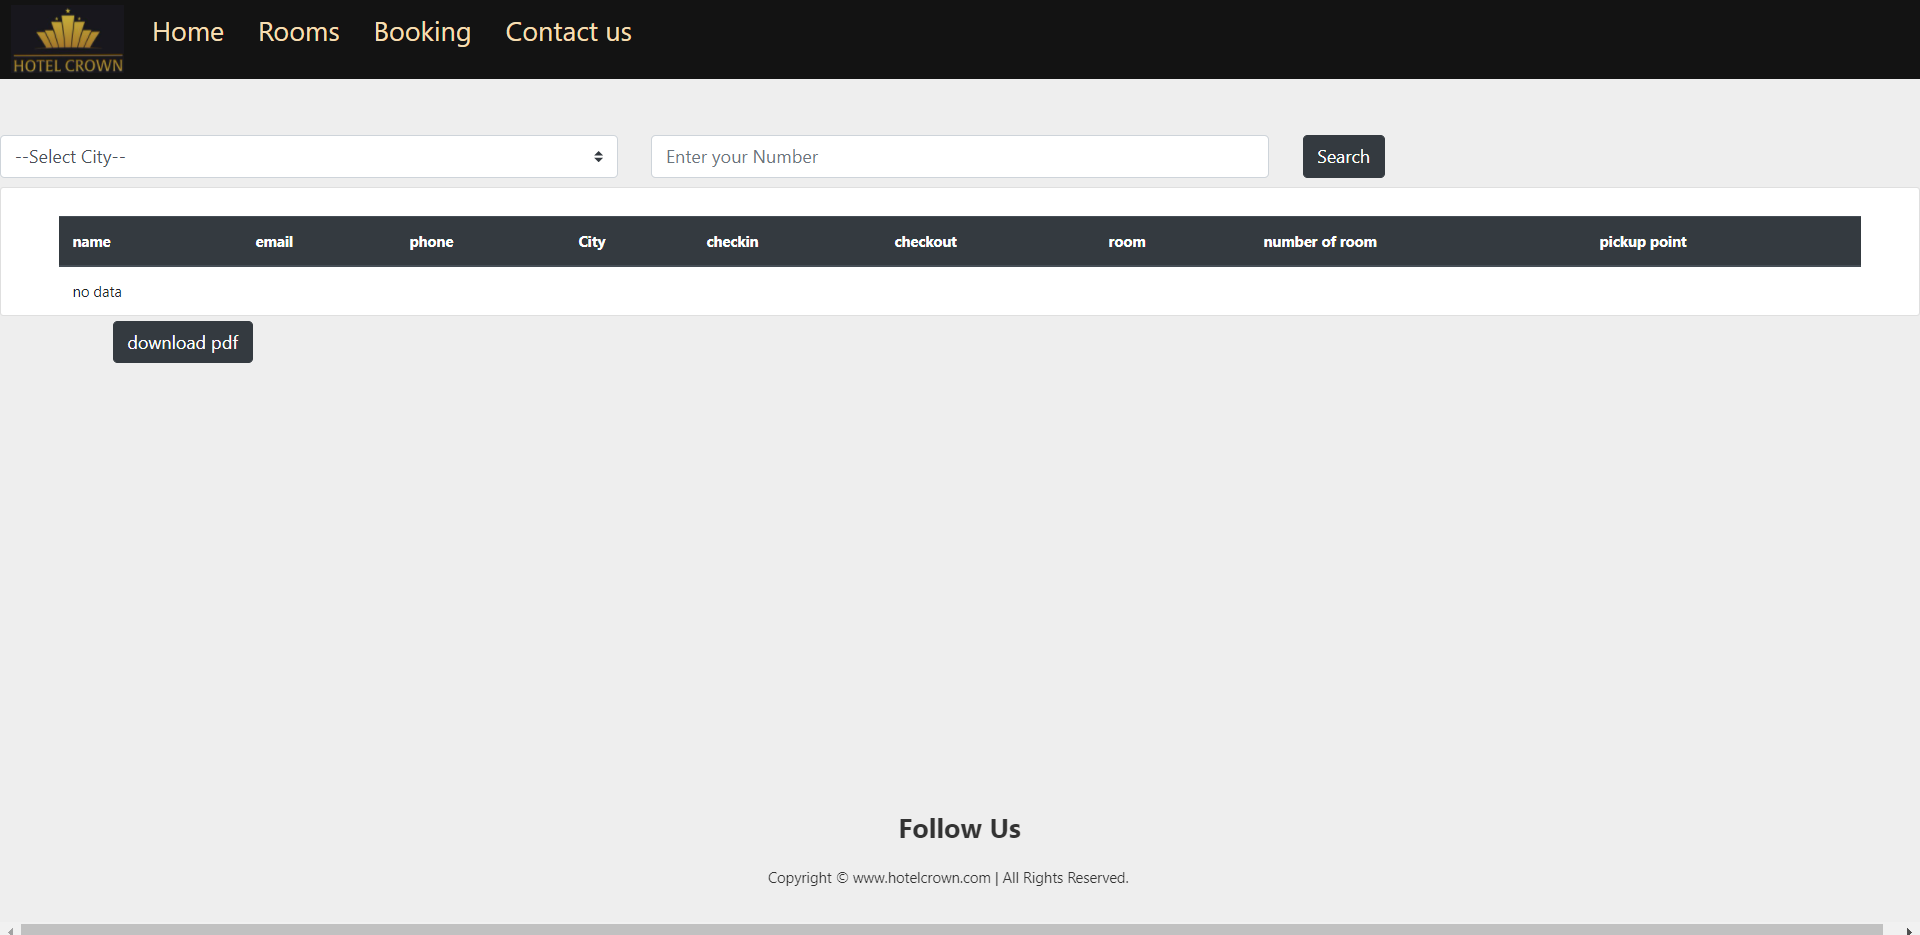 HOTEL CROWN
Home Rooms Booking Contact us
--Select City-- Enter your Number Search
name email phone City checkin checkout room number of room pickup point
no data
download pdf
Follow Us
Copyright © www.hotelcrown.com | All Rights Reserved.